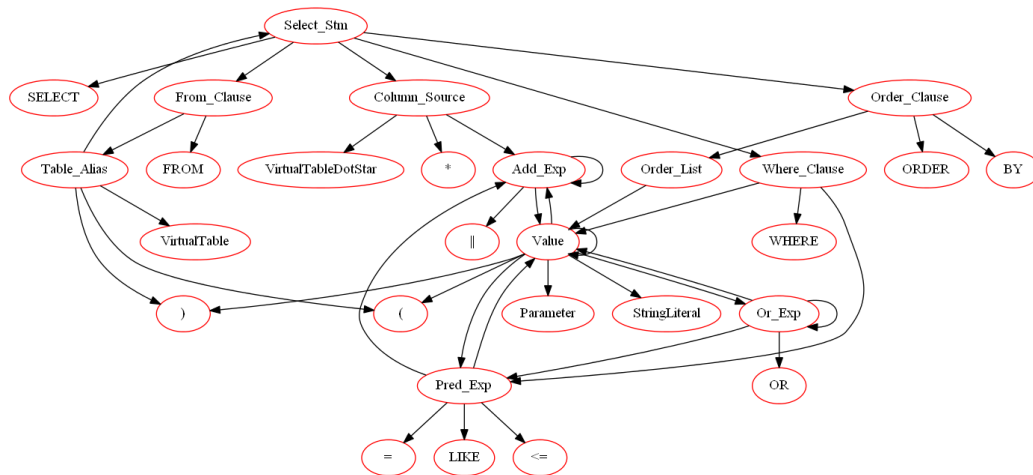 Select_Stm
SELECT
From_Clause
Column_Source
Order_Clause
Table_Alias
FROM
VirtualTableDotStar
*
Add_Exp
Order_List
Where_Clause
ORDER
BY
VirtualTable
||
Value
WHERE
)
(
Parameter
StringLiteral
Or_Exp
Pred_Exp
OR
=
LIKE
<=